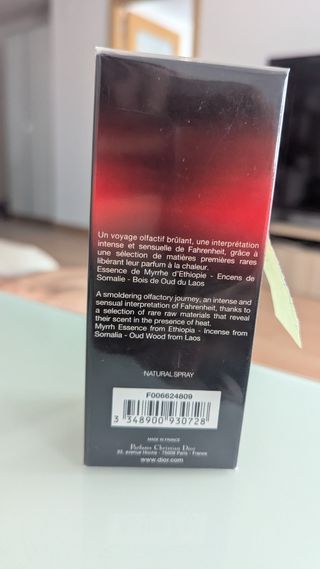 Un voyage olfactif brûlant, une interprétation
intense et sensuelle de Fahrenheit, grâce à
une sélection de matières premières rares
libérant leur parfum à la chaleur.
Essence de Myrrhe d'Ethiopie - Encens de
Somalie - Bois de Oud du Laos
A smoldering olfactory journey, an intense and
sensual interpretation of Fahrenheit, thanks to
a selection of rare raw materials that reveal
their scent in the presence of heat.
Myrrh Essence from Ethiopia - Incense from
Somalia - Oud Wood from Laos
NATURAL SPRAY
F006624809
3 348900 930728
MADE IN FRANCE
Parfums Christian Dior
33, avenue Hoche - 75008 Paris - France
www.dior.com